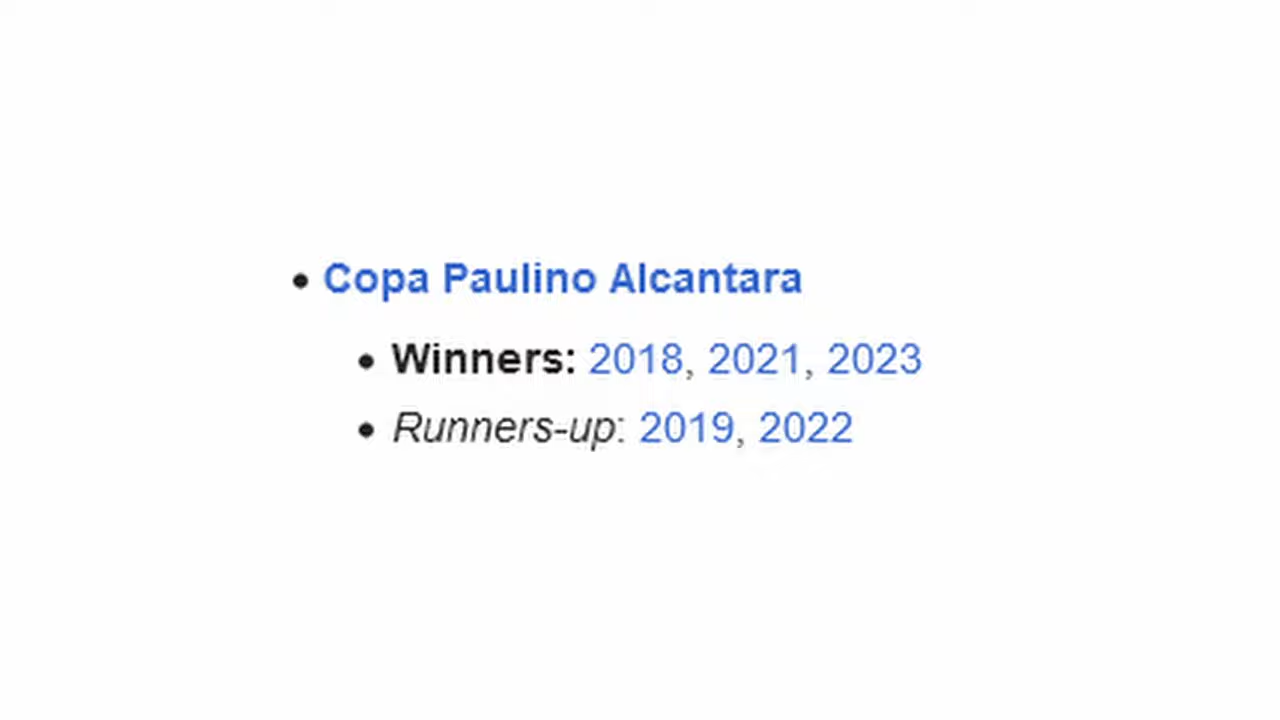 • Copa Paulino Alcantara
• Winners: 2018, 2021, 2023
• Runners-up: 2019, 2022